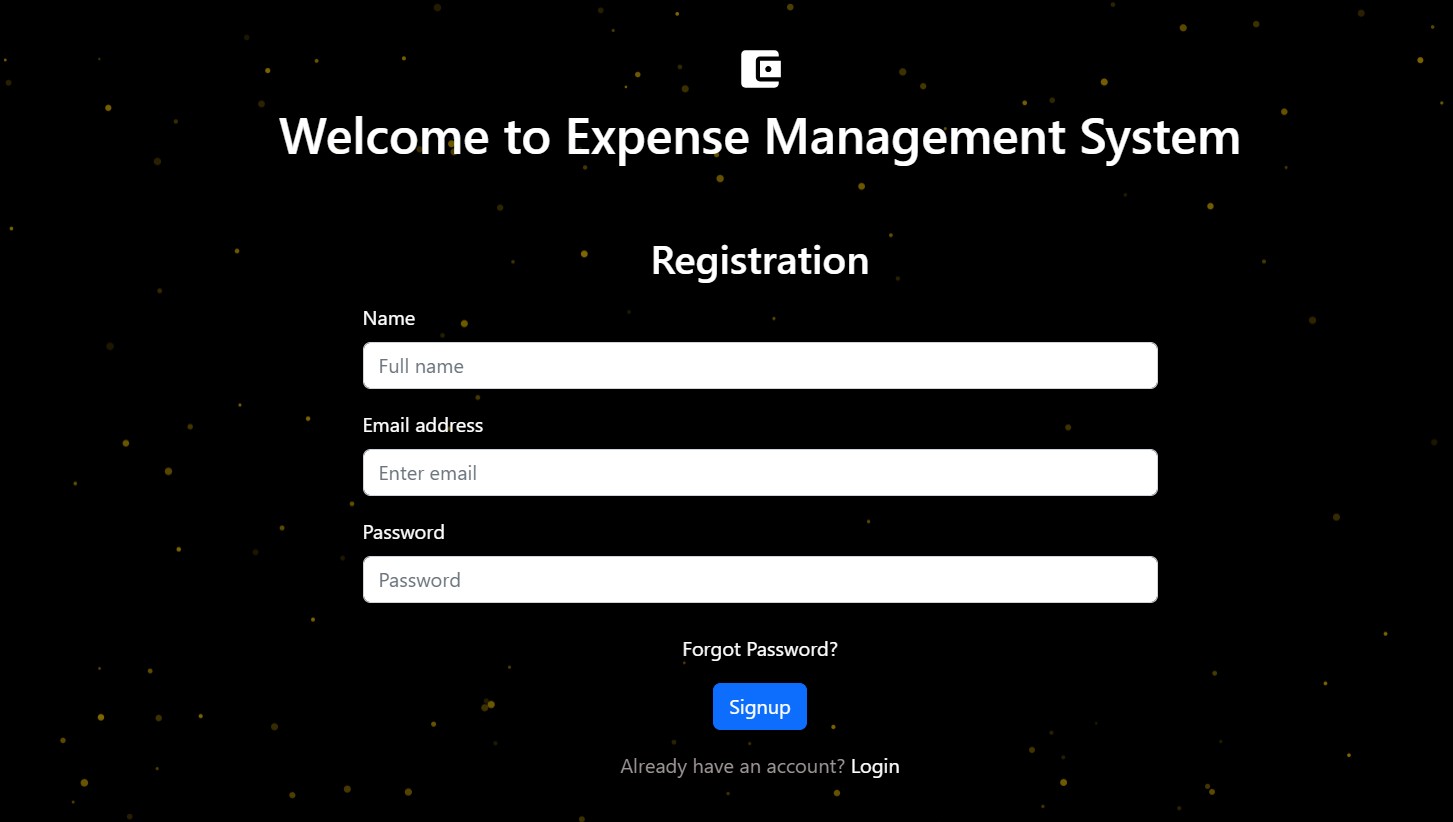 Welcome to Expense Management System
Registration
Name
Full name
Email address
Enter email
Password
Password
Forgot Password?
Signup
Already have an account? Login